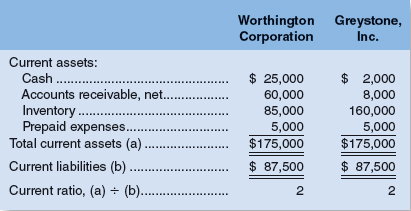 Worthington Greystone,
Corporation Inc.
Current assets:
Cash .......................................... $ 25,000 $ 2,000
Accounts receivable, net................ 60,000 8,000
Inventory ..................................... 85,000 160,000
Prepaid expenses......................... 5,000 5,000
Total current assets (a) ..................... $175,000 $175,000
Current liabilities (b) ........................ $ 87,500 $ 87,500
Current ratio, (a) ÷ (b)...................... 2 2